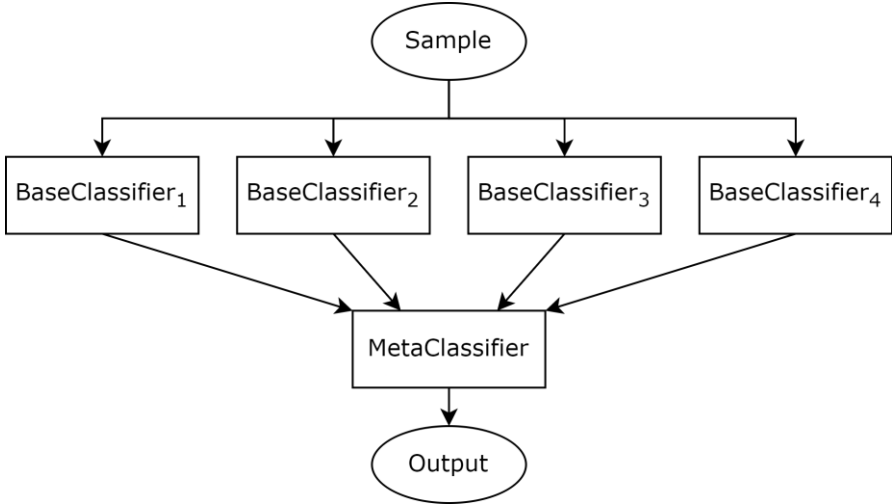 Sample
BaseClassifier₁ BaseClassifier₂ BaseClassifier₃ BaseClassifier₄
MetaClassifier
Output